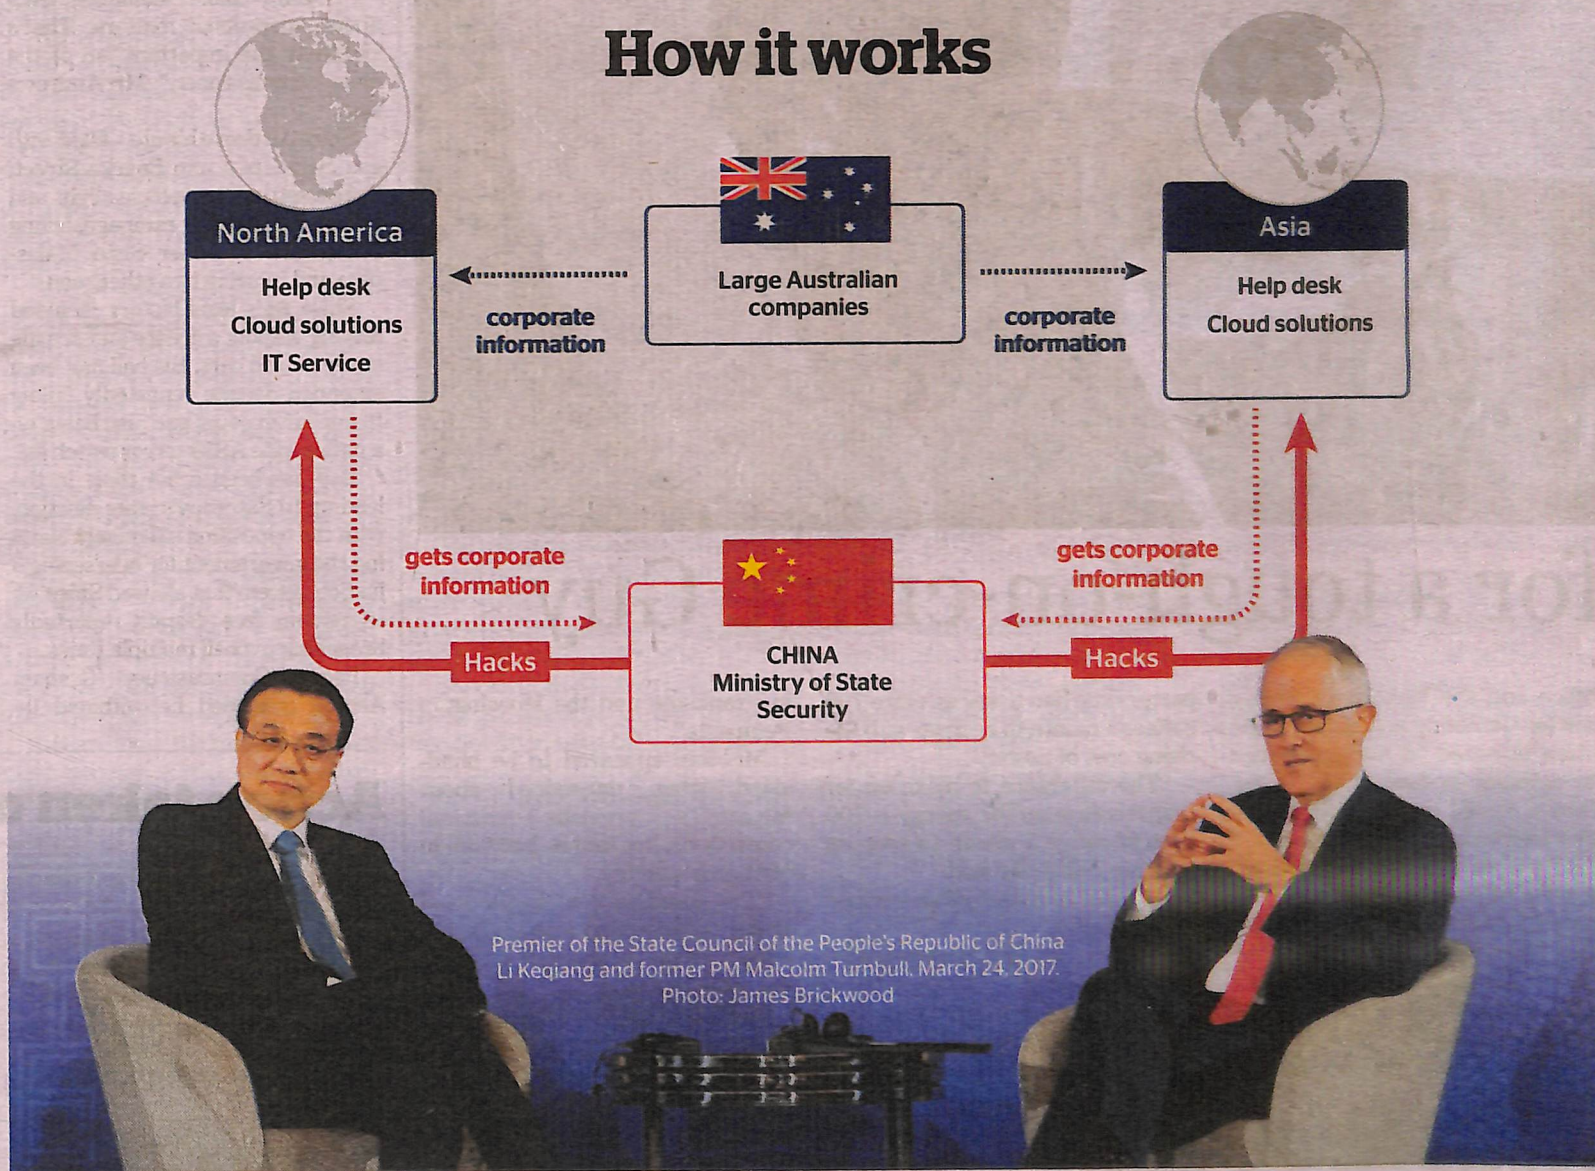 How it works
North America
Help desk
Cloud solutions
IT Service
corporate
information
Large Australian
companies
corporate
information
Asia
Help desk
Cloud solutions
gets corporate
information
Hacks
CHINA
Ministry of State
Security
gets corporate
information
Hacks
Premier of the State Council of the People's Republic of China
Li Keqiang and former PM Malcolm Turnbull, March 24, 2017.
Photo: James Brickwood